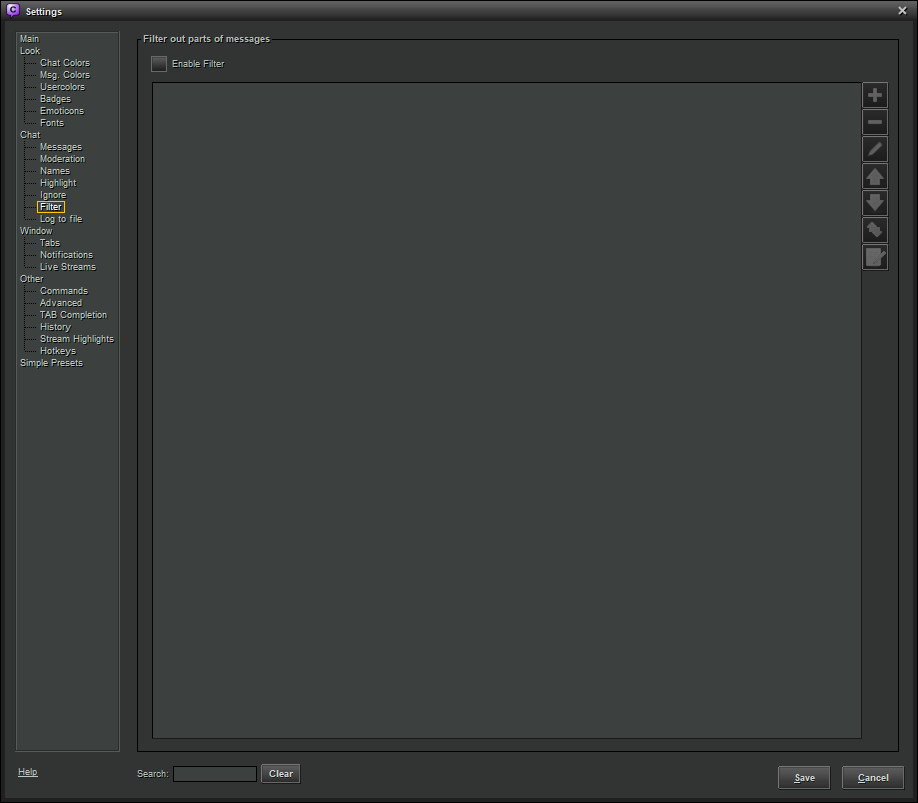 C Settings
Main
Look
Chat Colors
Msg. Colors
Usercolors
Badges
Emoticons
Fonts
Chat
Messages
Moderation
Names
Highlight
Ignore
Filter
Log to file
Window
Tabs
Notifications
Live Streams
Other
Commands
Advanced
TAB Completion
History
Stream Highlights
Hotkeys
Simple Presets
Help
Filter out parts of messages
Enable Filter
Search:
Clear
Save
Cancel